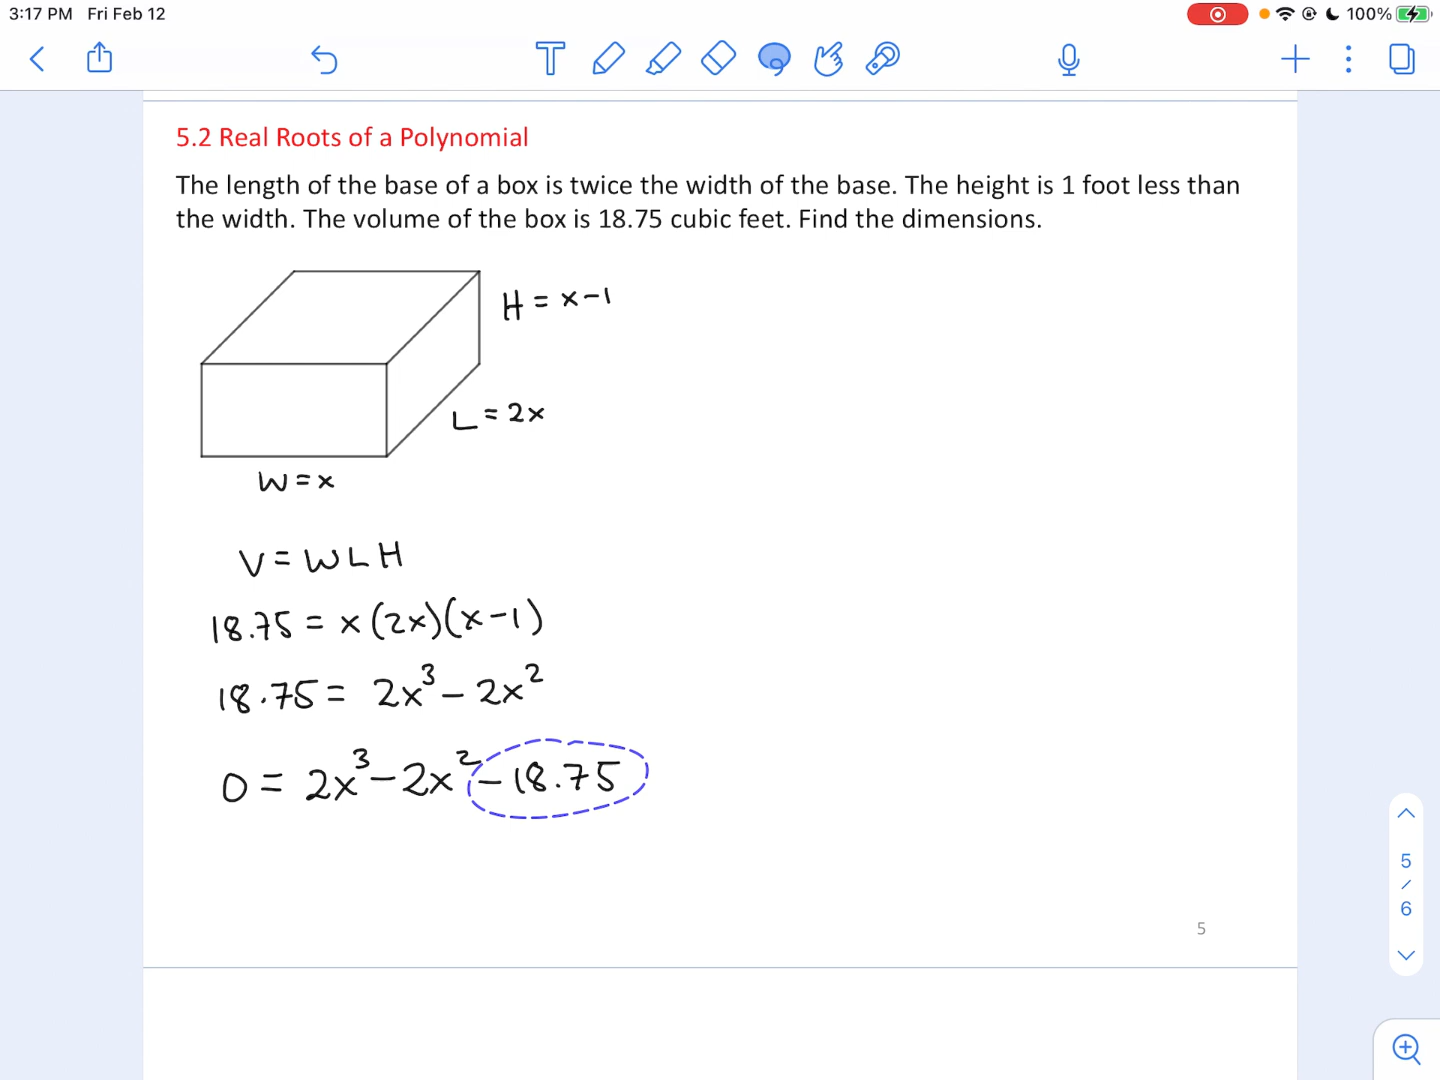 3:17 PM Fri Feb 12
100%
T
5.2 Real Roots of a Polynomial
The length of the base of a box is twice the width of the base. The height is 1 foot less than
the width. The volume of the box is 18.75 cubic feet. Find the dimensions.
H = x-1
L = 2x
W = x
V = WLH
18.75 = x(2x)(x-1)
18.75 = 2x³ - 2x²
0 = 2x³ - 2x² - 18.75
5
/
6
5